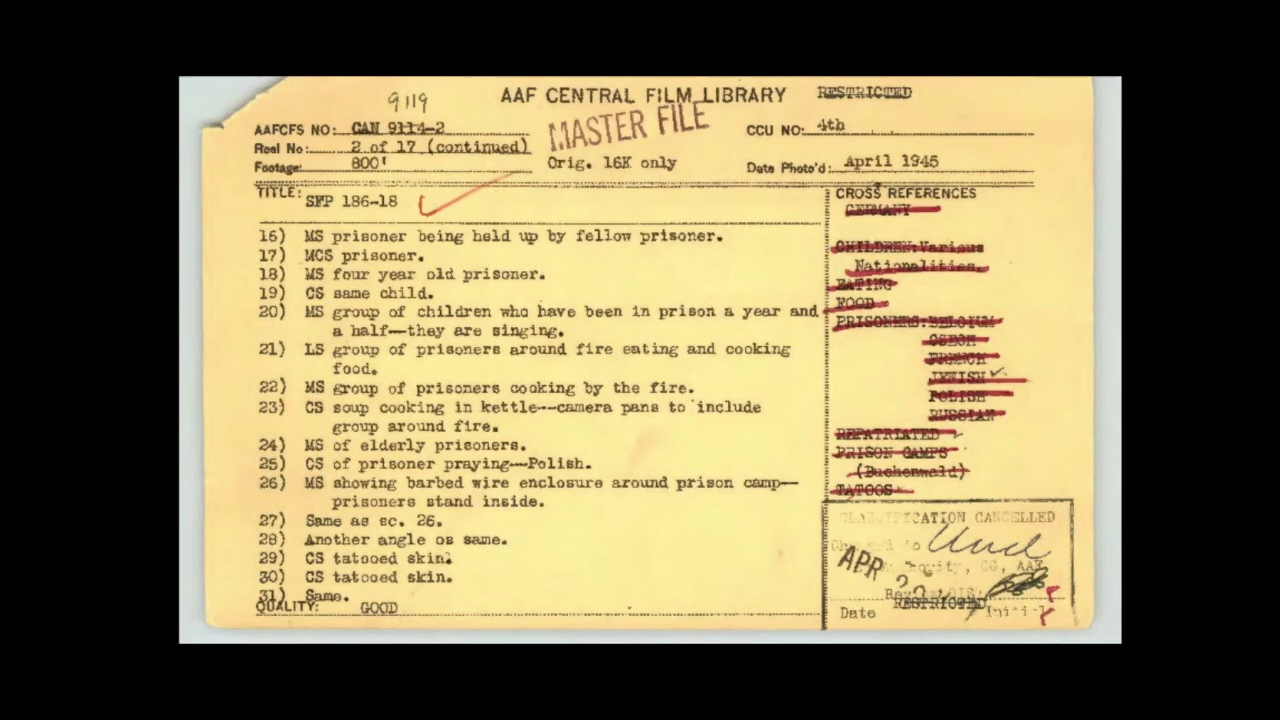 9119
AAF CENTRAL FILM LIBRARY RESTRICTED
AAFCFS NO: CAN 9114-2 MASTER FILE CCU NO: 4th
Reel No: 2 of 17 (continued)
Footage: 800' Orig. 16K only Date Photo'd: April 1945
TITLE: SFP 186-18
16) MS prisoner being held up by fellow prisoner.
17) MCS prisoner.
18) MS four year old prisoner.
19) CS same child.
20) MS group of children who have been in prison a year and
a half--they are singing.
21) LS group of prisoners around fire eating and cooking
food.
22) MS group of prisoners cooking by the fire.
23) CS soup cooking in kettle--camera pans to include
group around fire.
24) MS of elderly prisoners.
25) CS of prisoner praying--Polish.
26) MS showing barbed wire enclosure around prison camp--
prisoners stand inside.
27) Same as sc. 26.
28) Another angle os same.
29) CS tatooed skin.
30) CS tatooed skin.
31) Same.
QUALITY: GOOD
CROSS REFERENCES
GERMANY
CHILDREN:Various
Nationalities.
EATING
FOOD
PRISONERS:BELGIUM
CSECH
FRENCH
JEWISH
POLISH
RUSSIAN
REPATRIATED
PRISON CAMPS
(Buchenwald)
TATOOS
CLASSIFICATION CANCELLED
to Uncl
Authority, CG, AAF
APR 20
RESTRICTED
Date Initial